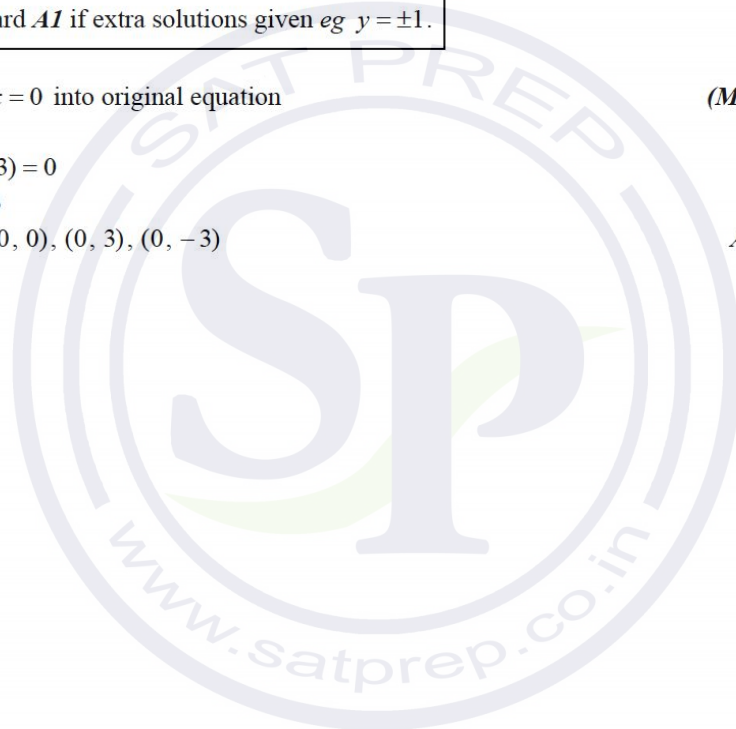 ard A1 if extra solutions given eg y = ±1.
= 0 into original equation (M
3) = 0
0, 0), (0, 3), (0, −3)
SAT PREP
SP
www.satprep.co.in